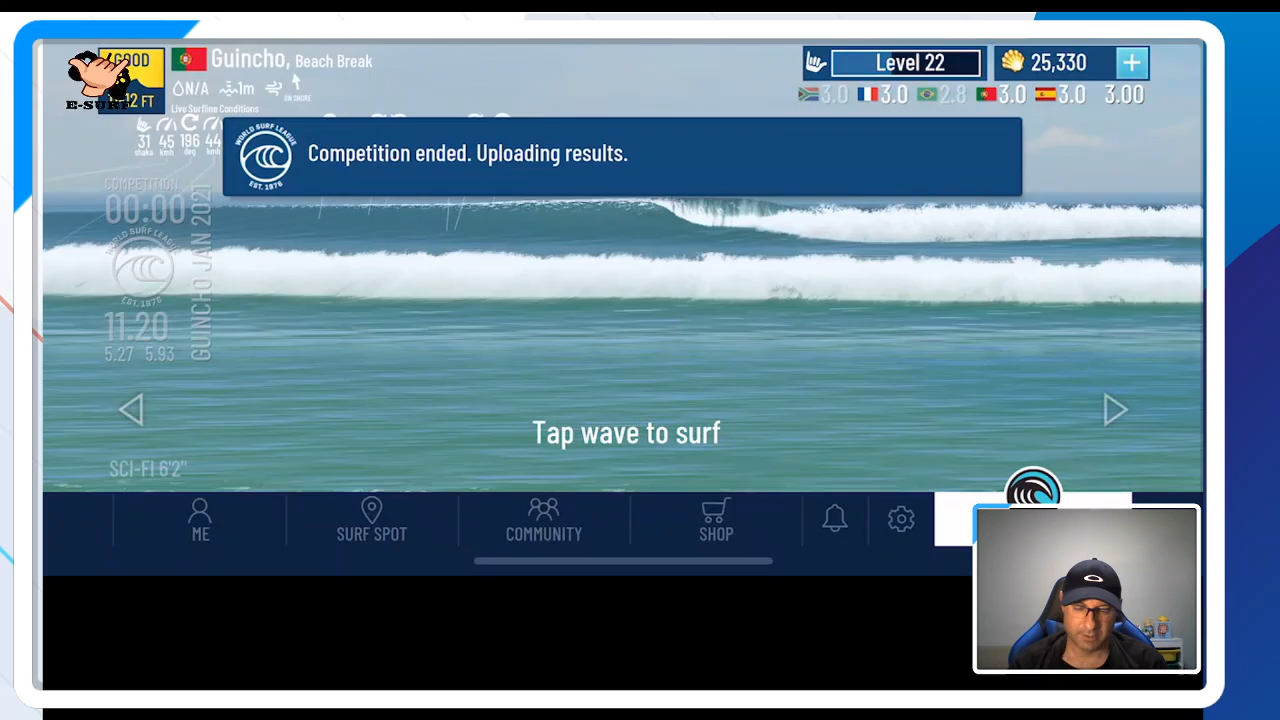 GOOD
12 FT
E-SURF
Guincho, Beach Break
N/A
~1m
ON SHORE
Live Surfline Conditions
31 45 196 44
shaka kmh deg kmh
Level 22
25,330
+
3.0 3.0 2.8 3.0 3.0 3.00
WORLD SURF LEAGUE
EST. 1976
Competition ended. Uploading results.
COMPETITION
00:00
WORLD SURF LEAGUE
EST. 1976
GUINCHO JAN 2021
11.20
5.27 5.93
Tap wave to surf
SCI-FI 6'2"
ME
SURF SPOT
COMMUNITY
SHOP